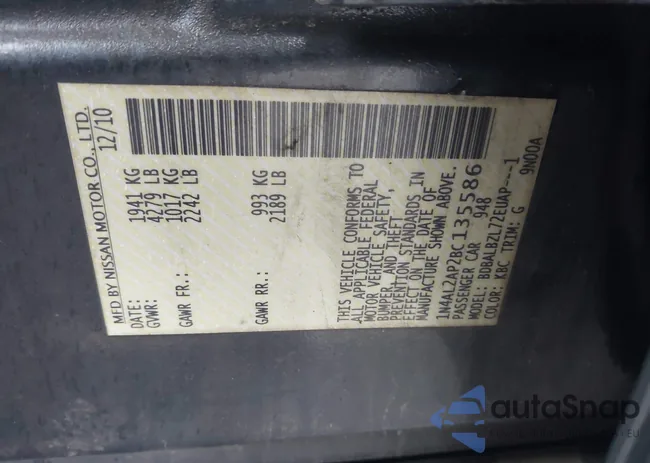 MFD BY NISSAN MOTOR CO., LTD.
DATE: 12/10
GVWR: 1941 KG
4279 LB
GAWR FR.: 1017 KG
2242 LB
GAWR RR.: 993 KG
2189 LB
THIS VEHICLE CONFORMS TO
ALL APPLICABLE FEDERAL
MOTOR VEHICLE SAFETY,
BUMPER, AND THEFT
PREVENTION STANDARDS IN
EFFECT ON THE DATE OF
MANUFACTURE SHOWN ABOVE.
1N4AL2AP2BC135586
PASSENGER CAR 948
MODEL: BDBALBZL72EUAP---1
COLOR: KBC TRIM: G 9N00A
autoSnap